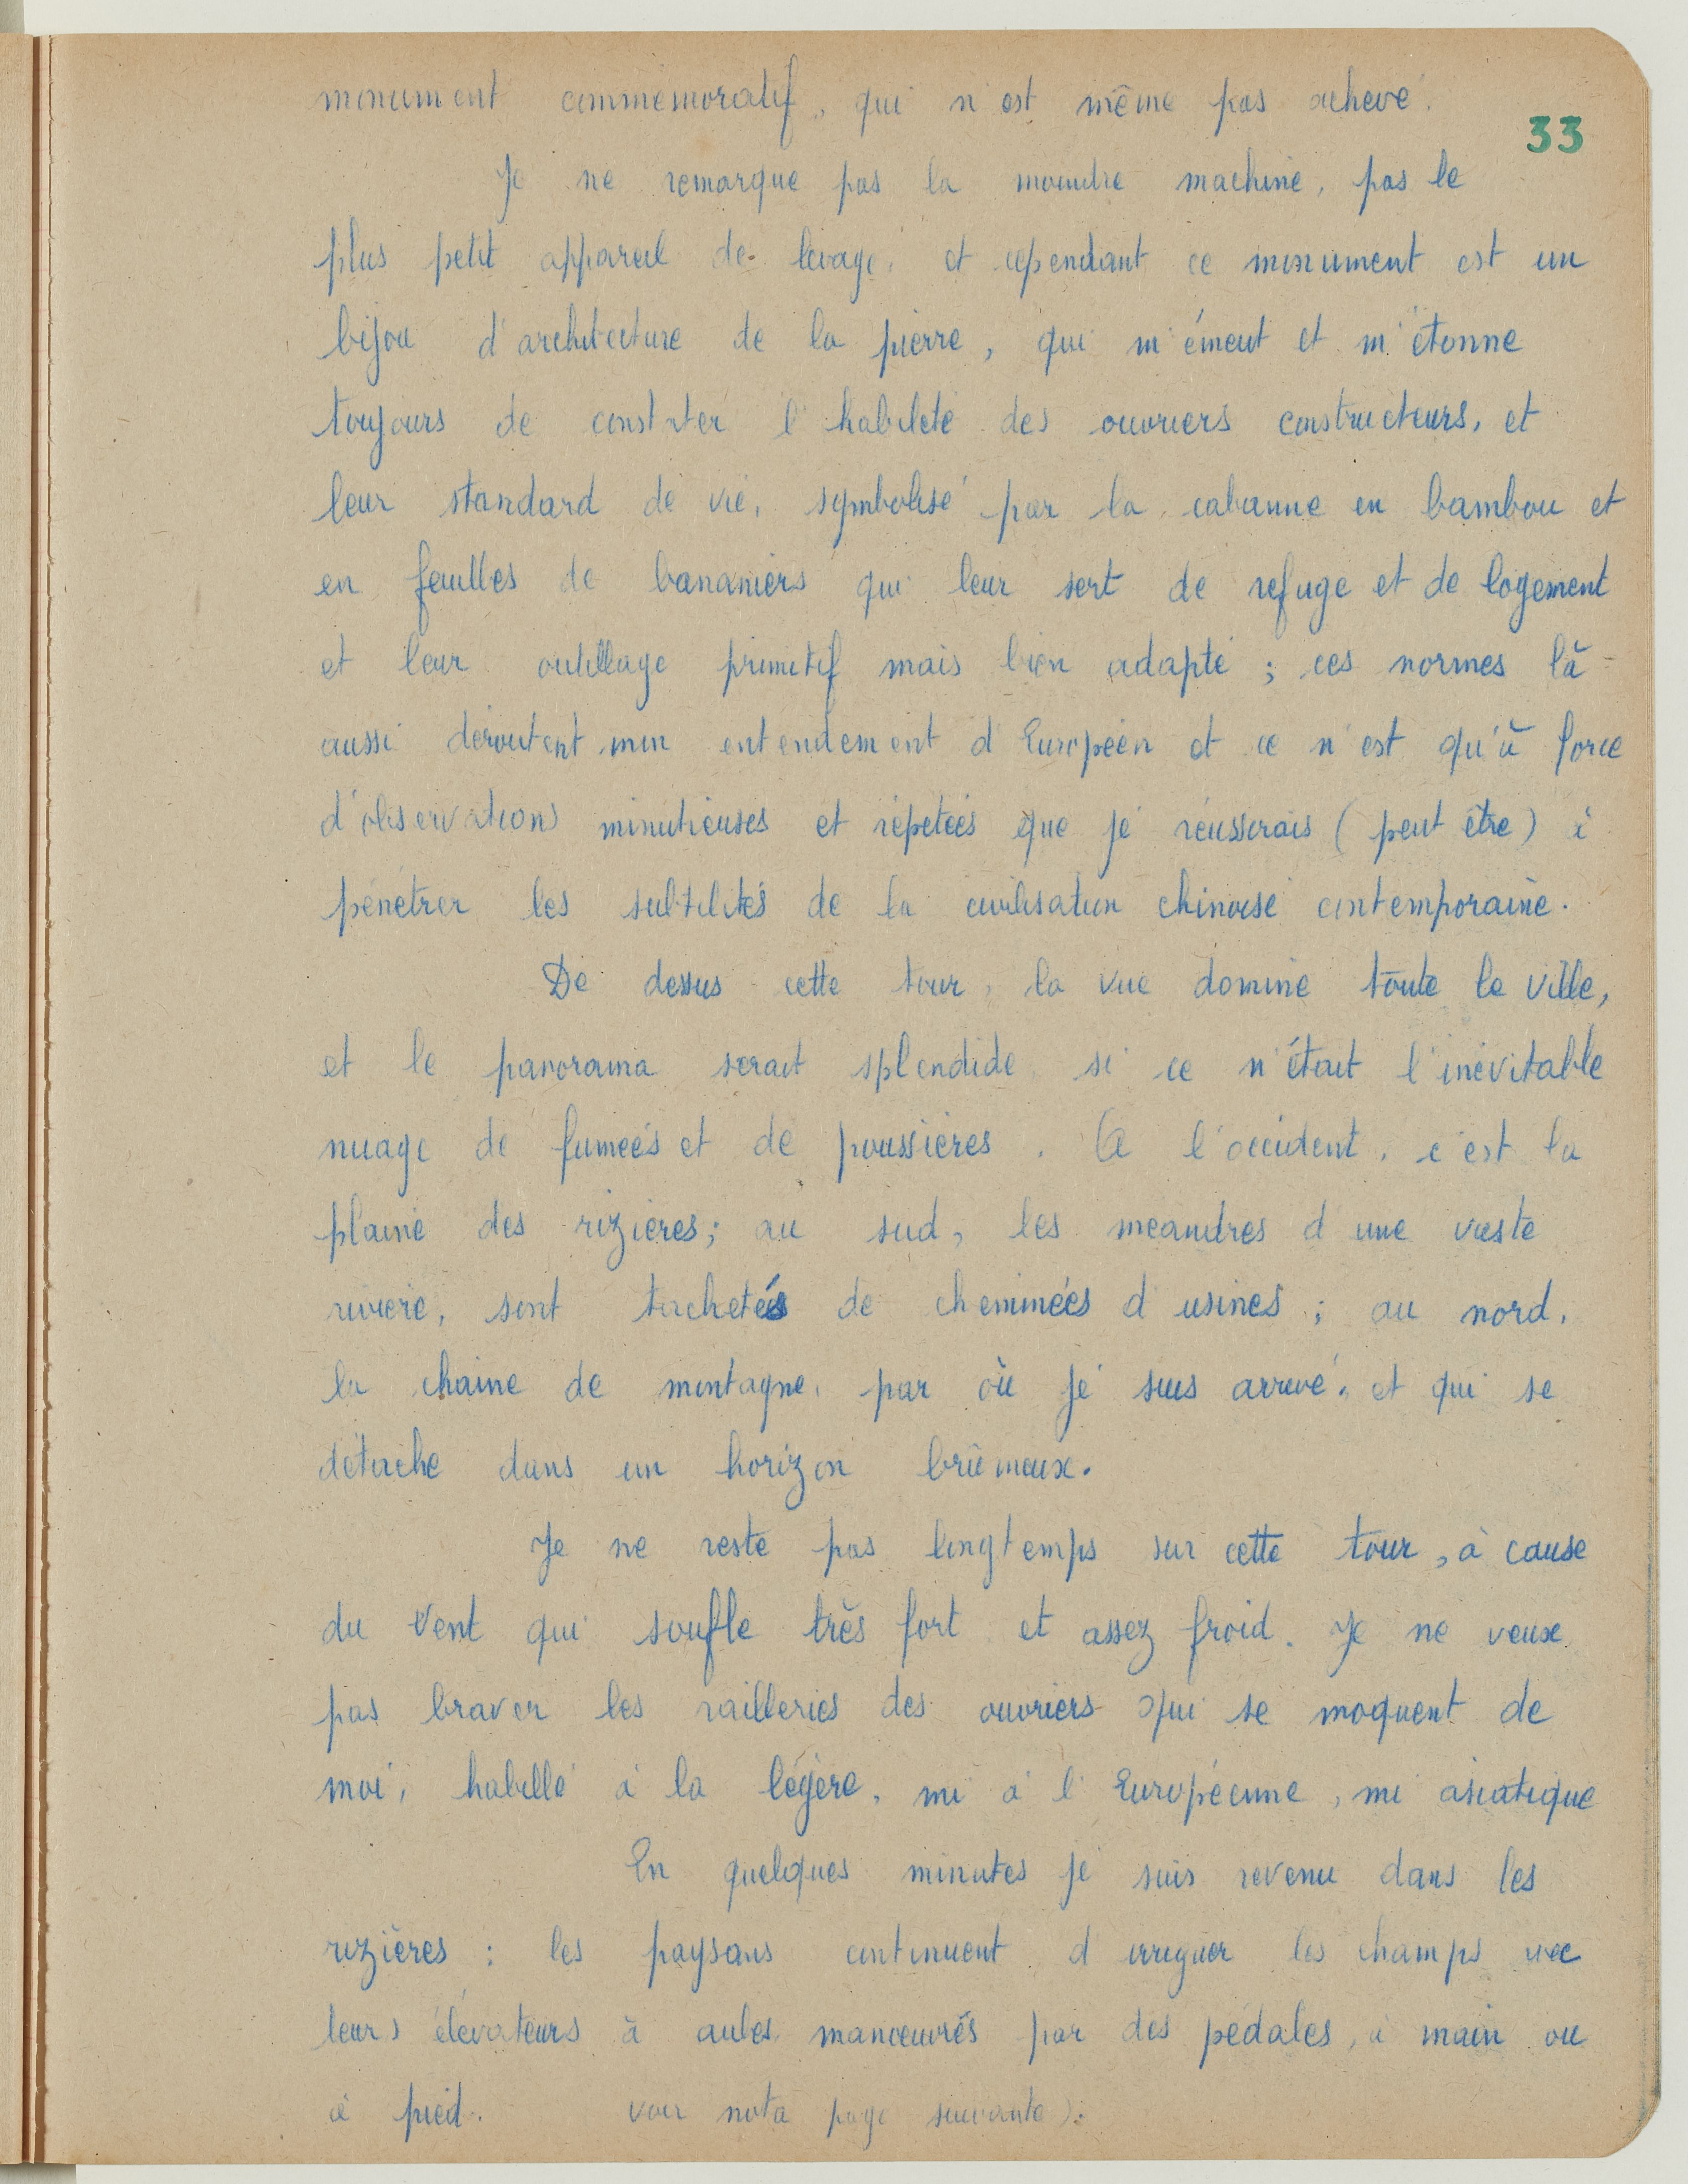 monument commemoratif, qui n'est même pas acheve.
33
Je ne remarque pas la moindre machine, pas le
plus petit appareil de levage, et cependant ce monument est un
bijou d'architecture de la pierre, qui m'émeut et m'étonne
toujours de constater l'habileté des ouvriers constructeurs, et
leur standard de vie, symbolisé par la cabanne en bambou et
en feuilles de bananiers qui leur sert de refuge et de logement
et leur outillage primitif mais bien adapté ; ces normes là-
aussi déroutent mon entendement d'Européen et ce n'est qu'à force
d'observations minutieuses et répetées que je réussirais (peut être) à
pénétrer les subtilités de la civilisation chinoise contemporaine.
De dessus cette tour, la vue domine toute la ville,
et le panorama serait splendide si ce n'était l'inévitable
nuage de fumées et de poussières. A l'occident, c'est la
plaine des rizières; au sud, les meandres d'une vaste
rivière, sont tachetés de cheminées d'usines ; au nord,
la chaine de montagne, par où je suis arrivé, et qui se
détache dans un horizon brûmeux.
Je ne reste pas longtemps sur cette tour, à cause
du vent qui soufle très fort et assez froid. Je ne veux
pas braver les railleries des ouvriers qui se moquent de
moi, habillé à la légère, mi à l'Européenne, mi asiatique
En quelques minutes je suis revenu dans les
rizières : les paysans continuent d'irriguer les champs avec
leurs élévateurs à aubes manoeuvrés par des pédales, à main ou
à pied. voir nota page suivante).